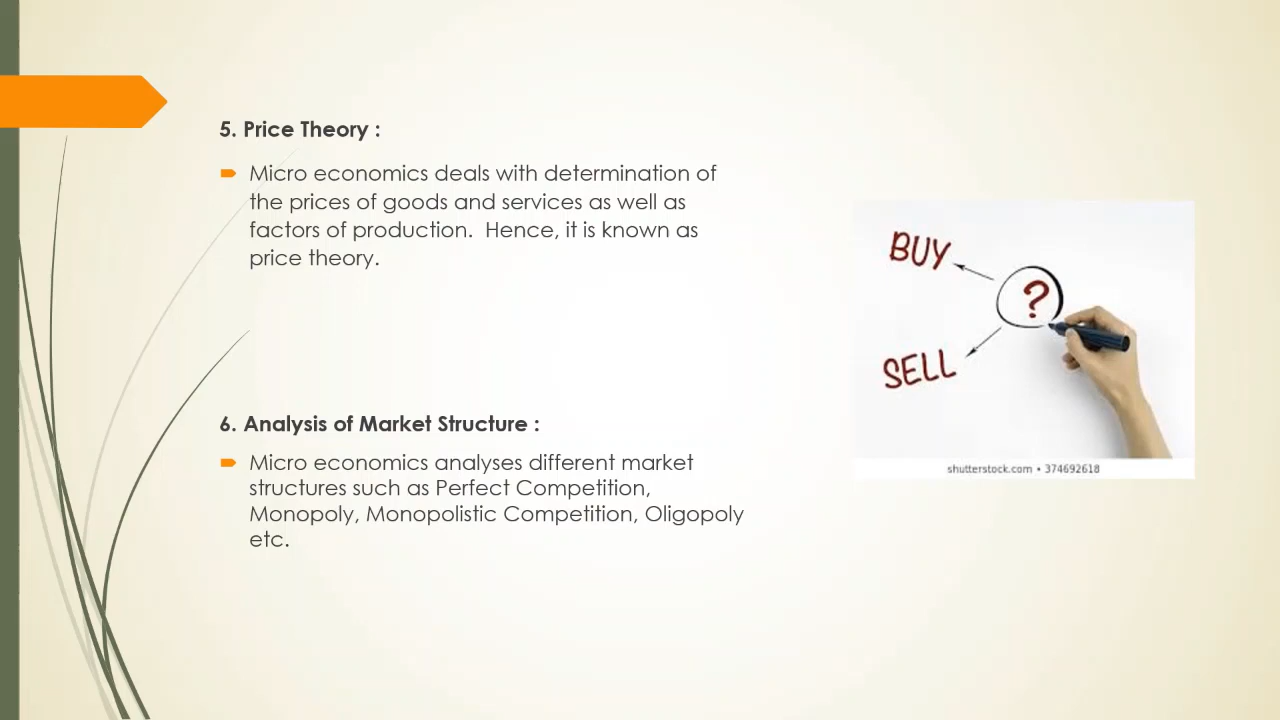 5. Price Theory :
Micro economics deals with determination of
the prices of goods and services as well as
factors of production.  Hence, it is known as
price theory.
6. Analysis of Market Structure :
Micro economics analyses different market
structures such as Perfect Competition,
Monopoly, Monopolistic Competition, Oligopoly
etc.
BUY
?
SELL
shutterstock.com • 374692618